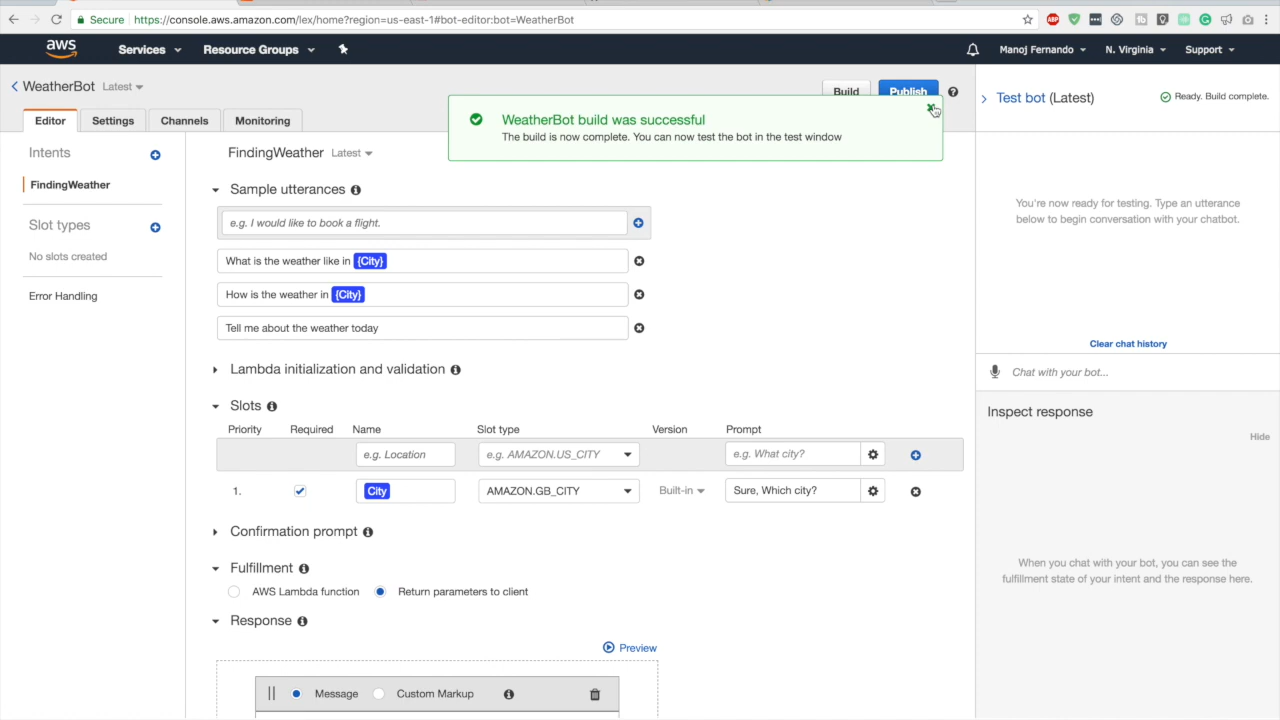 Secure https://console.aws.amazon.com/lex/home?region=us-east-1#bot-editor:bot=WeatherBot
ABP
aws Services Resource Groups Manoj Fernando N. Virginia Support
WeatherBot Latest Build Publish
Test bot (Latest) Ready. Build complete.
Editor Settings Channels Monitoring
WeatherBot build was successful
The build is now complete. You can now test the bot in the test window
Intents
FindingWeather
Slot types
No slots created
Error Handling
FindingWeather Latest
Sample utterances
e.g. I would like to book a flight.
What is the weather like in {City}
How is the weather in {City}
Tell me about the weather today
Lambda initialization and validation
Slots
Priority Required Name Slot type Version Prompt
e.g. Location e.g. AMAZON.US_CITY e.g. What city?
1. City AMAZON.GB_CITY Built-in Sure, Which city?
Confirmation prompt
Fulfillment
AWS Lambda function Return parameters to client
Response
Preview
Message Custom Markup
You're now ready for testing. Type an utterance
below to begin conversation with your chatbot.
Clear chat history
Chat with your bot...
Inspect response
Hide
When you chat with your bot, you can see the
fulfillment state of your intent and the response here.